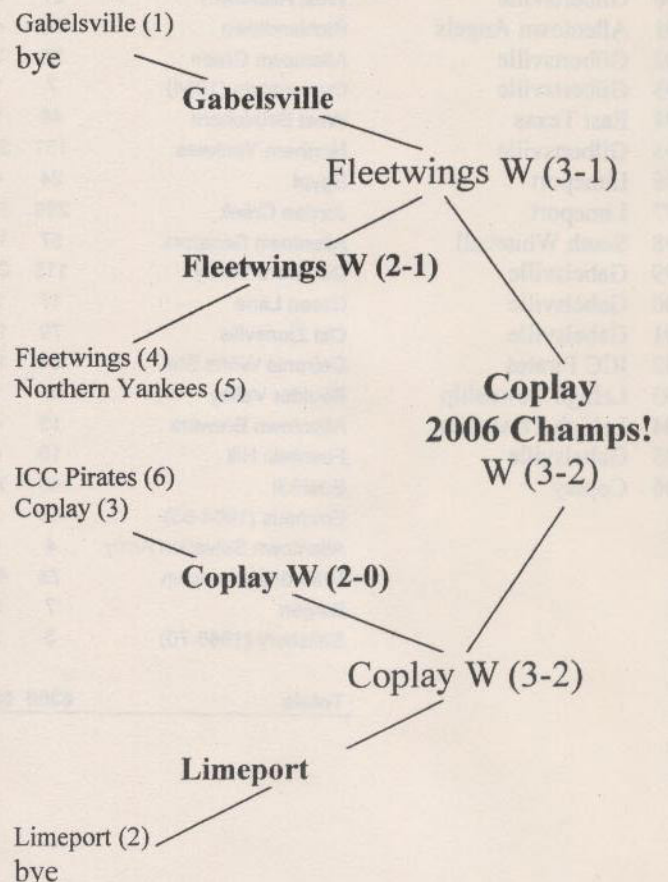 Gabelsville (1)
bye
Gabelsville
Fleetwings W (3-1)
Fleetwings W (2-1)
Fleetwings (4)
Northern Yankees (5)
Coplay
2006 Champs!
W (3-2)
ICC Pirates (6)
Coplay (3)
Coplay W (2-0)
Coplay W (3-2)
Limeport
Limeport (2)
bye